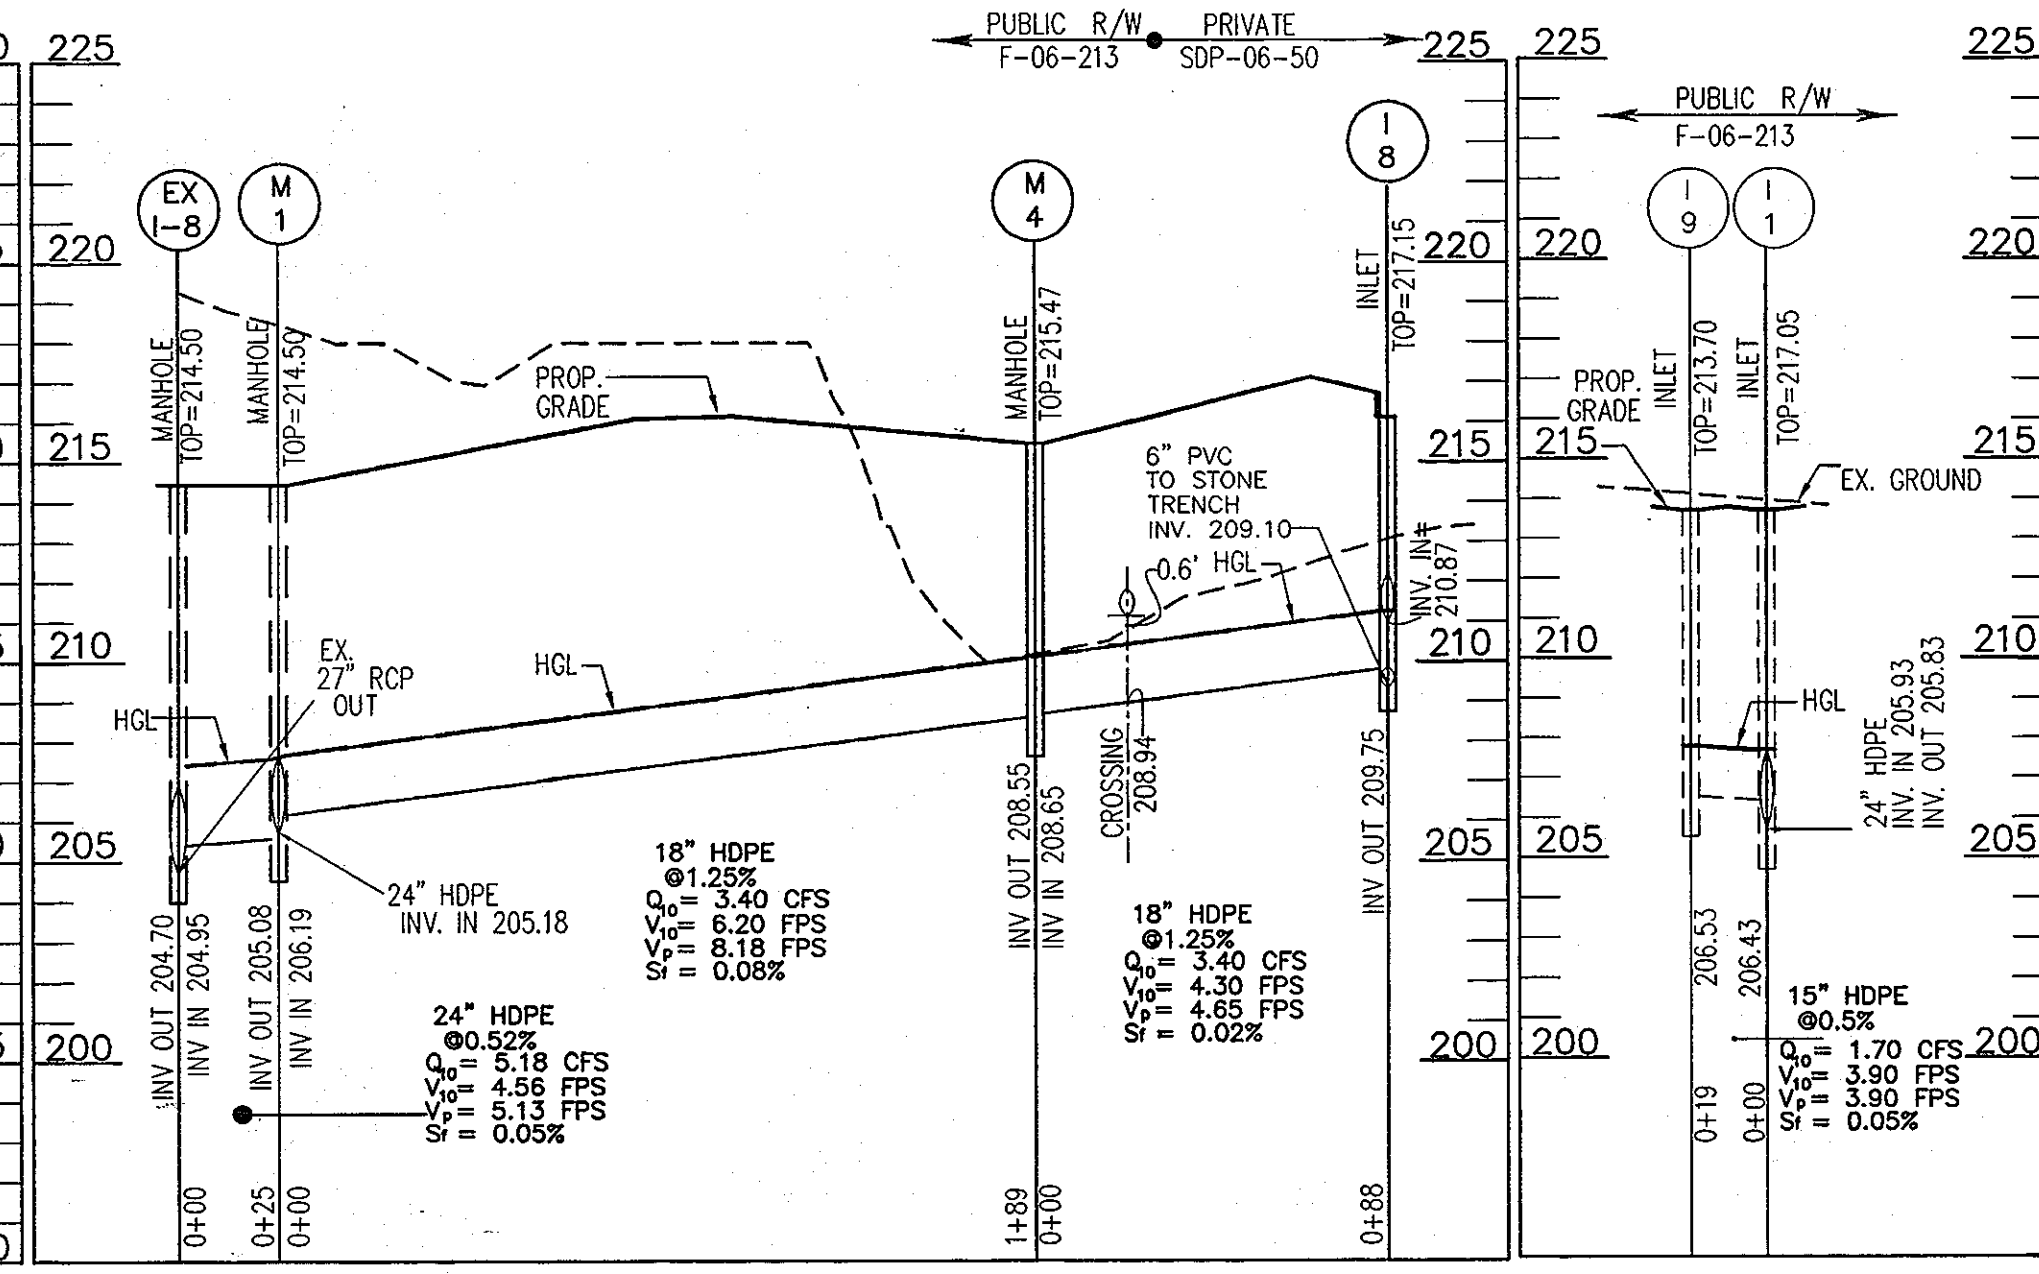 PUBLIC R/W PRIVATE
F-06-213 SDP-06-50
225
225
225
225
PUBLIC R/W
F-06-213
EX
I-8
M
1
M
4
I
8
I
9
I
1
220
220
220
220
MANHOLE
TOP=214.50
MANHOLE
TOP=214.50
MANHOLE
TOP=215.47
INLET
TOP=217.15
INLET
TOP=213.70
INLET
TOP=217.05
PROP.
GRADE
PROP.
GRADE
215
215
215
215
6" PVC
TO STONE
TRENCH
INV. 209.10
0.6' HGL
INV. IN=
210.87
EX. GROUND
210
210
210
210
EX.
27" RCP
OUT
HGL
HGL
HGL
CROSSING
208.94
24" HDPE
INV. IN 205.93
INV. OUT 205.83
205
205
205
205
24" HDPE
INV. IN 205.18
18" HDPE
@1.25%
Q10= 3.40 CFS
V10= 6.20 FPS
Vp= 8.18 FPS
Sf = 0.08%
18" HDPE
@1.25%
Q10= 3.40 CFS
V10= 4.30 FPS
Vp= 4.65 FPS
Sf = 0.02%
24" HDPE
@0.52%
Q10= 5.18 CFS
V10= 4.56 FPS
Vp= 5.13 FPS
Sf = 0.05%
15" HDPE
@0.5%
Q10= 1.70 CFS
V10= 3.90 FPS
Vp= 3.90 FPS
Sf = 0.05%
200
200
200
200
INV OUT 204.70
INV IN 204.95
INV OUT 205.08
INV IN 206.19
INV OUT 208.55
INV IN 208.65
INV OUT 209.75
206.53
206.43
0+00
0+25
0+00
1+89
0+00
0+88
0+19
0+00